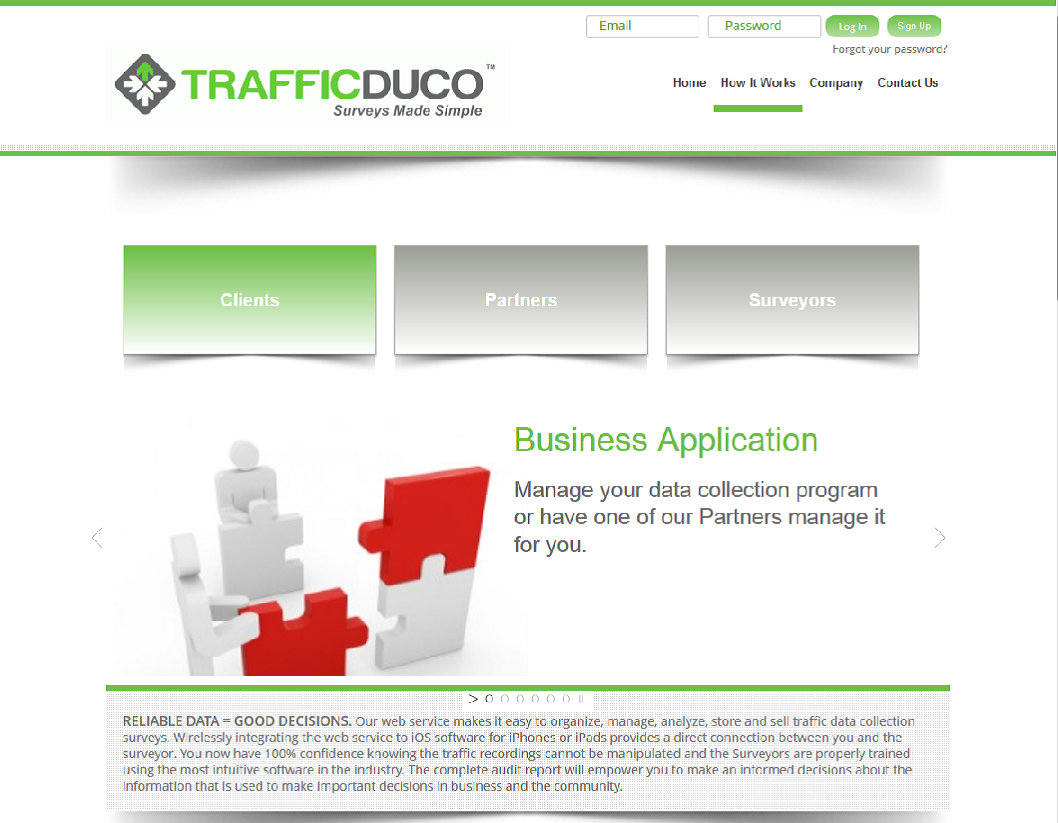 Email Password Log In Sign Up
Forgot your password?
TRAFFICDUCO™
Surveys Made Simple
Home How It Works Company Contact Us
Clients Partners Surveyors
Business Application
Manage your data collection program
or have one of our Partners manage it
for you.
RELIABLE DATA = GOOD DECISIONS. Our web service makes it easy to organize, manage, analyze, store and sell traffic data collection
surveys. Wirelessly integrating the web service to iOS software for iPhones or iPads provides a direct connection between you and the
surveyor. You now have 100% confidence knowing the traffic recordings cannot be manipulated and the Surveyors are properly trained
using the most intuitive software in the industry. The complete audit report will empower you to make an informed decisions about the
information that is used to make important decisions in business and the community.